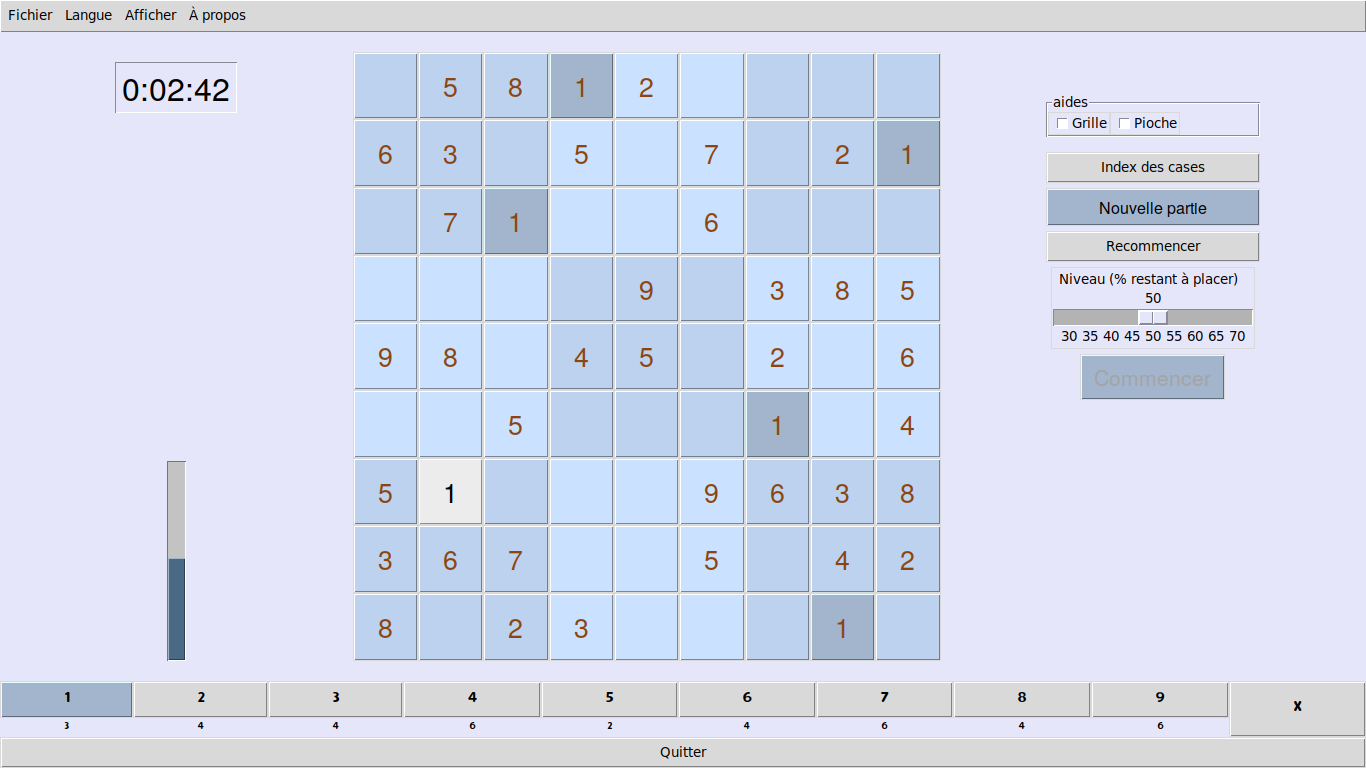 Fichier Langue Afficher À propos
0:02:42
5 8 1 2
6 3 5 7 2 1
7 1 6
9 3 8 5
9 8 4 5 2 6
5 1 4
5 1 9 6 3 8
3 6 7 5 4 2
8 2 3 1
aides
Grille Pioche
Index des cases
Nouvelle partie
Recommencer
Niveau (% restant à placer)
50
30 35 40 45 50 55 60 65 70
Commencer
1 2 3 4 5 6 7 8 9 x
3 4 4 6 2 4 6 4 6
Quitter